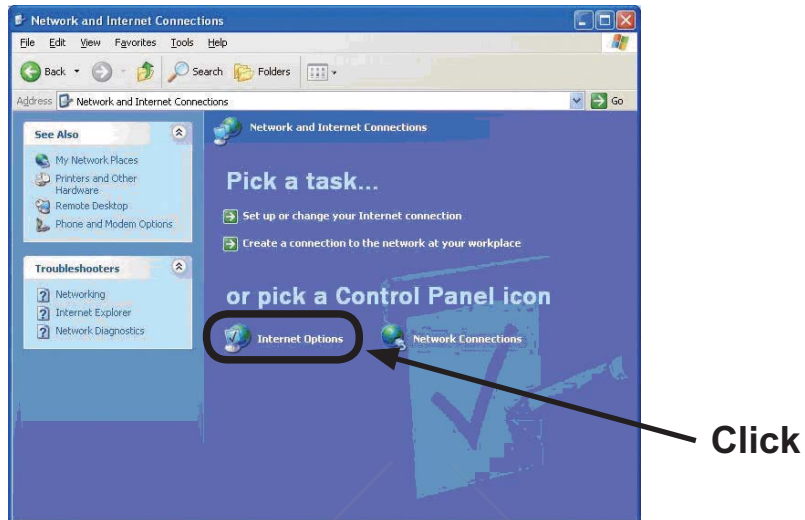 Network and Internet Connections
File Edit View Favorites Tools Help
Back Search Folders
Address Network and Internet Connections Go
See Also
My Network Places
Printers and Other
Hardware
Remote Desktop
Phone and Modem Options
Troubleshooters
Networking
Internet Explorer
Network Diagnostics
Network and Internet Connections
Pick a task...
Set up or change your Internet connection
Create a connection to the network at your workplace
or pick a Control Panel icon
Internet Options Network Connections
Click